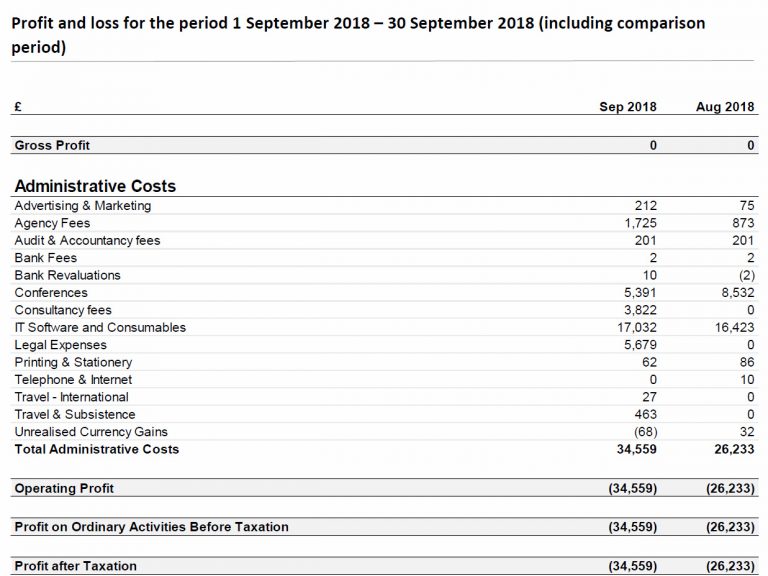 Profit and loss for the period 1 September 2018 – 30 September 2018 (including comparison
period)
£ Sep 2018 Aug 2018
Gross Profit 0 0
Administrative Costs
Advertising & Marketing 212 75
Agency Fees 1,725 873
Audit & Accountancy fees 201 201
Bank Fees 2 2
Bank Revaluations 10 (2)
Conferences 5,391 8,532
Consultancy fees 3,822 0
IT Software and Consumables 17,032 16,423
Legal Expenses 5,679 0
Printing & Stationery 62 86
Telephone & Internet 0 10
Travel - International 27 0
Travel & Subsistence 463 0
Unrealised Currency Gains (68) 32
Total Administrative Costs 34,559 26,233
Operating Profit (34,559) (26,233)
Profit on Ordinary Activities Before Taxation (34,559) (26,233)
Profit after Taxation (34,559) (26,233)